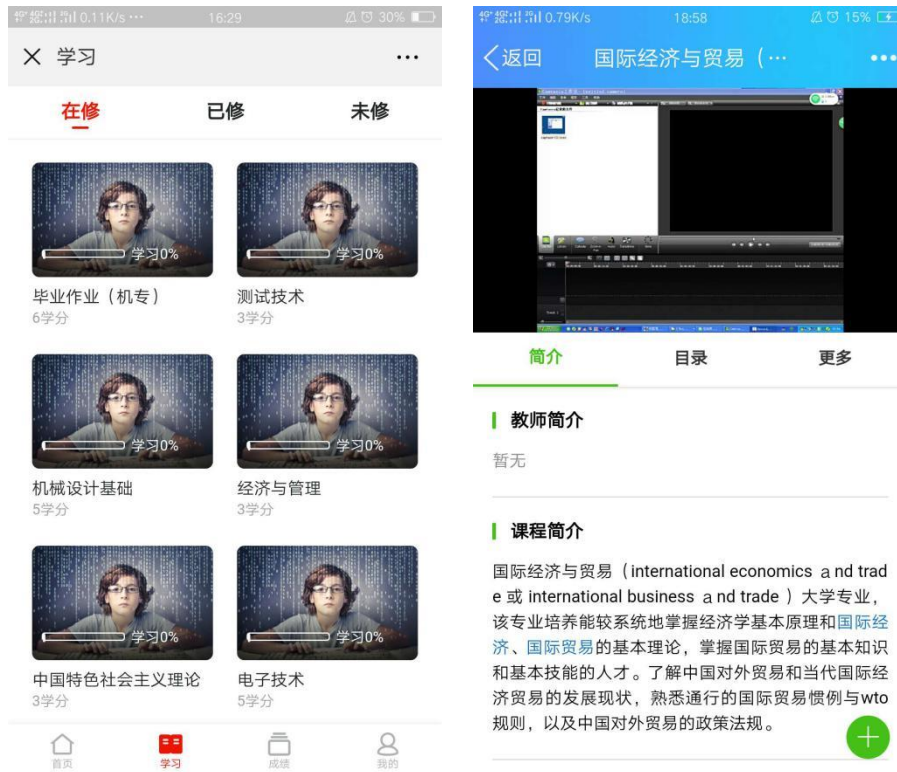 0.11K/s ··· 16:29 30%
学习 ···
在修 已修 未修
学习0% 学习0%
毕业作业（机专） 测试技术
6学分 3学分
学习0% 学习0%
机械设计基础 经济与管理
5学分 3学分
学习0% 学习0%
中国特色社会主义理论 电子技术
3学分 5学分
首页 学习 成绩 我的
0.79K/s 18:58 15%
返回 国际经济与贸易（··· ···
简介 目录 更多
教师简介
暂无
课程简介
国际经济与贸易（international economics a nd trad
e 或 international business a nd trade ）大学专业，
该专业培养能较系统地掌握经济学基本原理和国际经
济、国际贸易的基本理论，掌握国际贸易的基本知识
和基本技能的人才。了解中国对外贸易和当代国际经
济贸易的发展现状，熟悉通行的国际贸易惯例与wto
规则，以及中国对外贸易的政策法规。